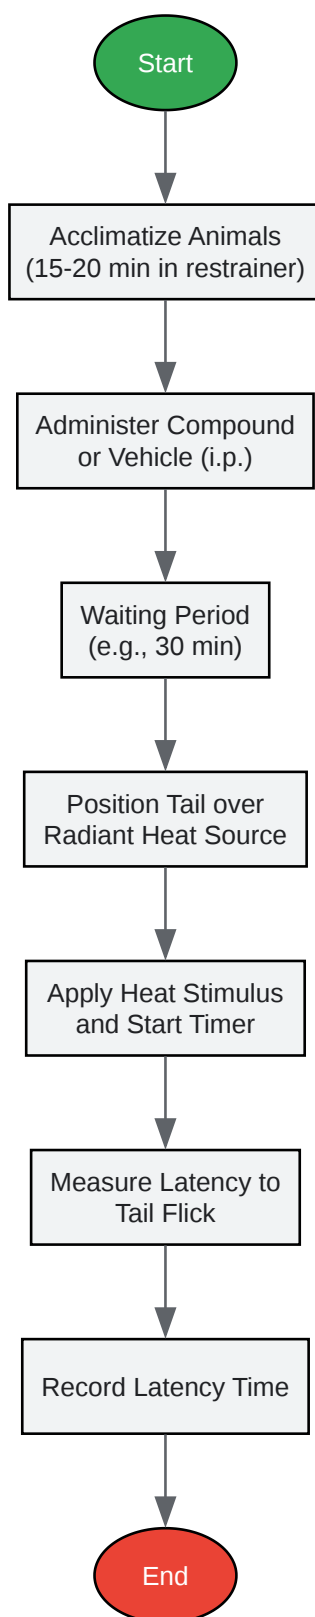 Start
Acclimatize Animals
(15-20 min in restrainer)
Administer Compound
or Vehicle (i.p.)
Waiting Period
(e.g., 30 min)
Position Tail over
Radiant Heat Source
Apply Heat Stimulus
and Start Timer
Measure Latency to
Tail Flick
Record Latency Time
End